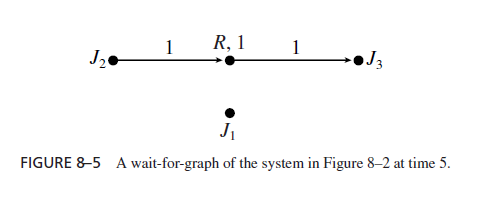 J2 1 R, 1 1 J3
J1
FIGURE 8–5 A wait-for-graph of the system in Figure 8–2 at time 5.